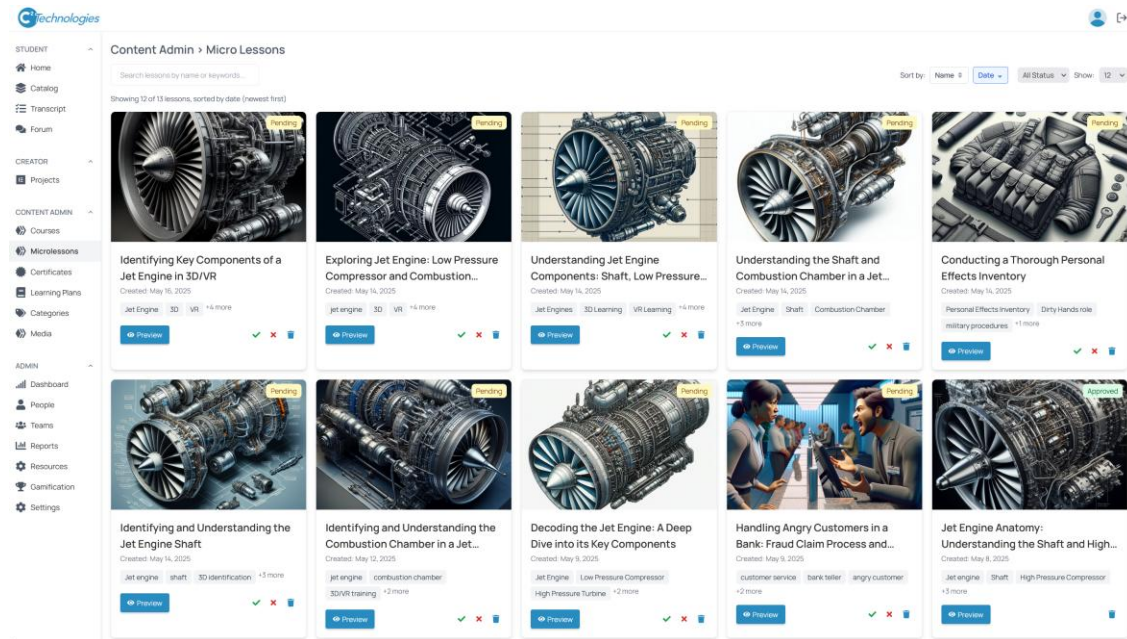 C²Technologies
STUDENT
Home
Catalog
Transcript
Forum
CREATOR
Projects
CONTENT ADMIN
Courses
Microlessons
Certificates
Learning Plans
Categories
Media
ADMIN
Dashboard
People
Teams
Reports
Resources
Gamification
Settings
Content Admin > Micro Lessons
Search lessons by name or keywords...
Sort by: Name Date All Status Show: 12
Showing 12 of 13 lessons, sorted by date (newest first)
Pending
Identifying Key Components of a
Jet Engine in 3D/VR
Created: May 16, 2025
Jet Engine 3D VR +4 more
Preview
Pending
Exploring Jet Engine: Low Pressure
Compressor and Combustion...
Created: May 14, 2025
jet engine 3D VR +4 more
Preview
Pending
Understanding Jet Engine
Components: Shaft, Low Pressure...
Created: May 14, 2025
Jet Engines 3D Learning VR Learning +4 more
Preview
Pending
Understanding the Shaft and
Combustion Chamber in a Jet...
Created: May 14, 2025
Jet Engine Shaft Combustion Chamber
+3 more
Preview
Pending
Conducting a Thorough Personal
Effects Inventory
Created: May 14, 2025
Personal Effects Inventory Dirty Hands role
military procedures +1 more
Preview
Pending
Identifying and Understanding the
Jet Engine Shaft
Created: May 14, 2025
Jet engine shaft 3D identification +3 more
Preview
Pending
Identifying and Understanding the
Combustion Chamber in a Jet...
Created: May 12, 2025
jet engine combustion chamber
3D/VR training +2 more
Preview
Pending
Decoding the Jet Engine: A Deep
Dive into its Key Components
Created: May 9, 2025
Jet Engine Low Pressure Compressor
High Pressure Turbine +2 more
Preview
Pending
Handling Angry Customers in a
Bank: Fraud Claim Process and...
Created: May 9, 2025
customer service bank teller angry customer
+2 more
Preview
Approved
Jet Engine Anatomy:
Understanding the Shaft and High...
Created: May 8, 2025
Jet engine Shaft High Pressure Compressor
+3 more
Preview